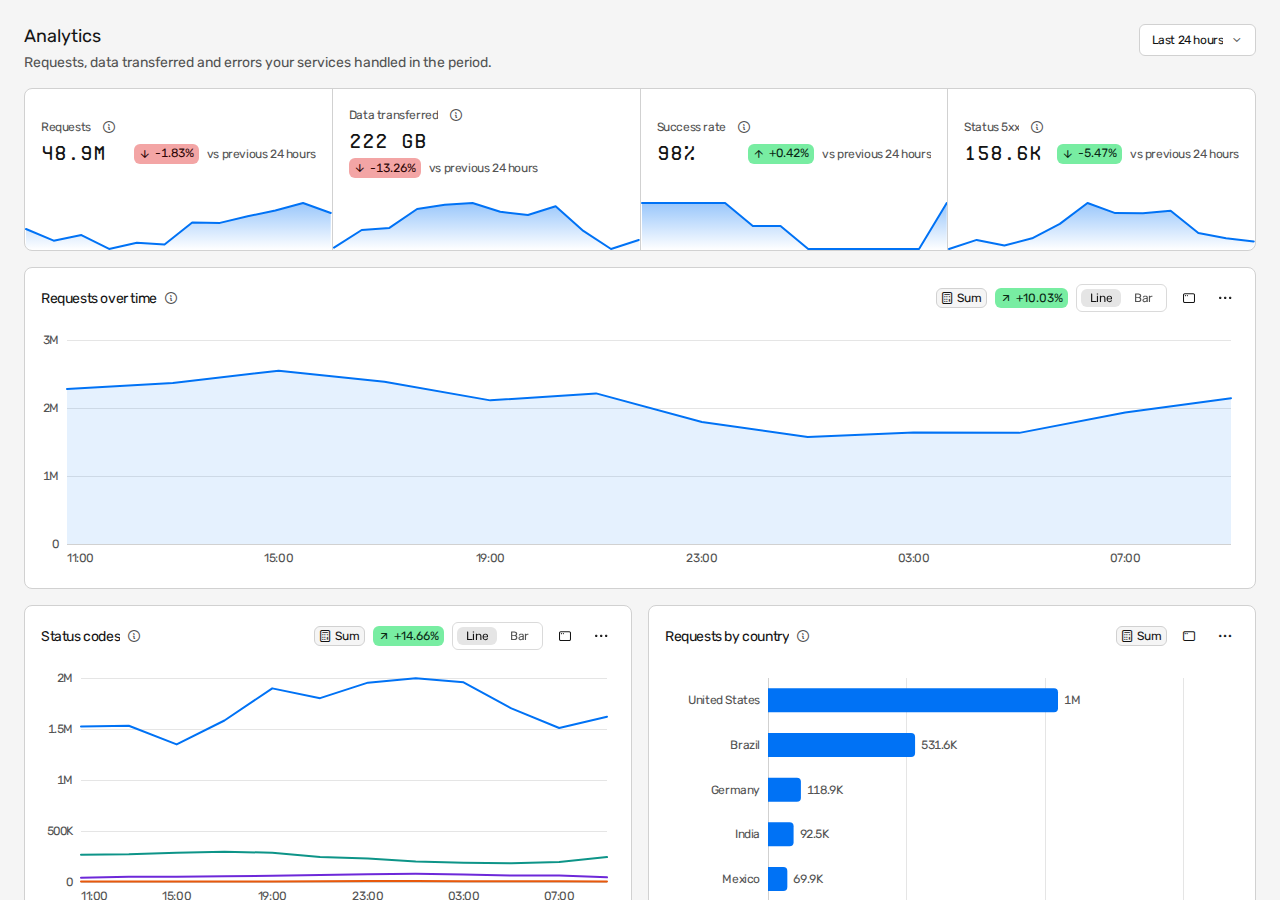 Analytics
Last 24 hours
Requests, data transferred and errors your services handled in the period.
Requests
48.9M
-1.83%
vs previous 24 hours
Data transferred
222 GB
-13.26%
vs previous 24 hours
Success rate
98%
+0.42%
vs previous 24 hours
Status 5xx
158.6K
-5.47%
vs previous 24 hours
Requests over time
Sum
+10.03%
Line
Bar
3M
2M
1M
0
11:00
15:00
19:00
23:00
03:00
07:00
Status codes
Sum
+14.66%
Line
Bar
2M
1.5M
1M
500K
0
11:00
15:00
19:00
23:00
03:00
07:00
Requests by country
Sum
United States
1M
Brazil
531.6K
Germany
118.9K
India
92.5K
Mexico
69.9K